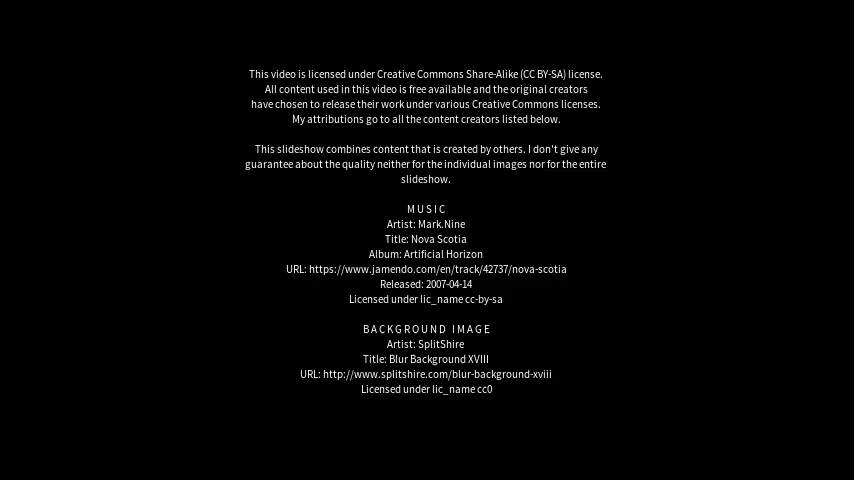 This video is licensed under Creative Commons Share-Alike (CC BY-SA) license.
All content used in this video is free available and the original creators
have chosen to release their work under various Creative Commons licenses.
My attributions go to all the content creators listed below.
This slideshow combines content that is created by others. I don't give any
guarantee about the quality neither for the individual images nor for the entire
slideshow.
MUSIC
Artist: Mark.Nine
Title: Nova Scotia
Album: Artificial Horizon
URL: https://www.jamendo.com/en/track/42737/nova-scotia
Released: 2007-04-14
Licensed under lic_name cc-by-sa
BACKGROUND IMAGE
Artist: SplitShire
Title: Blur Background XVIII
URL: http://www.splitshire.com/blur-background-xviii
Licensed under lic_name cc0